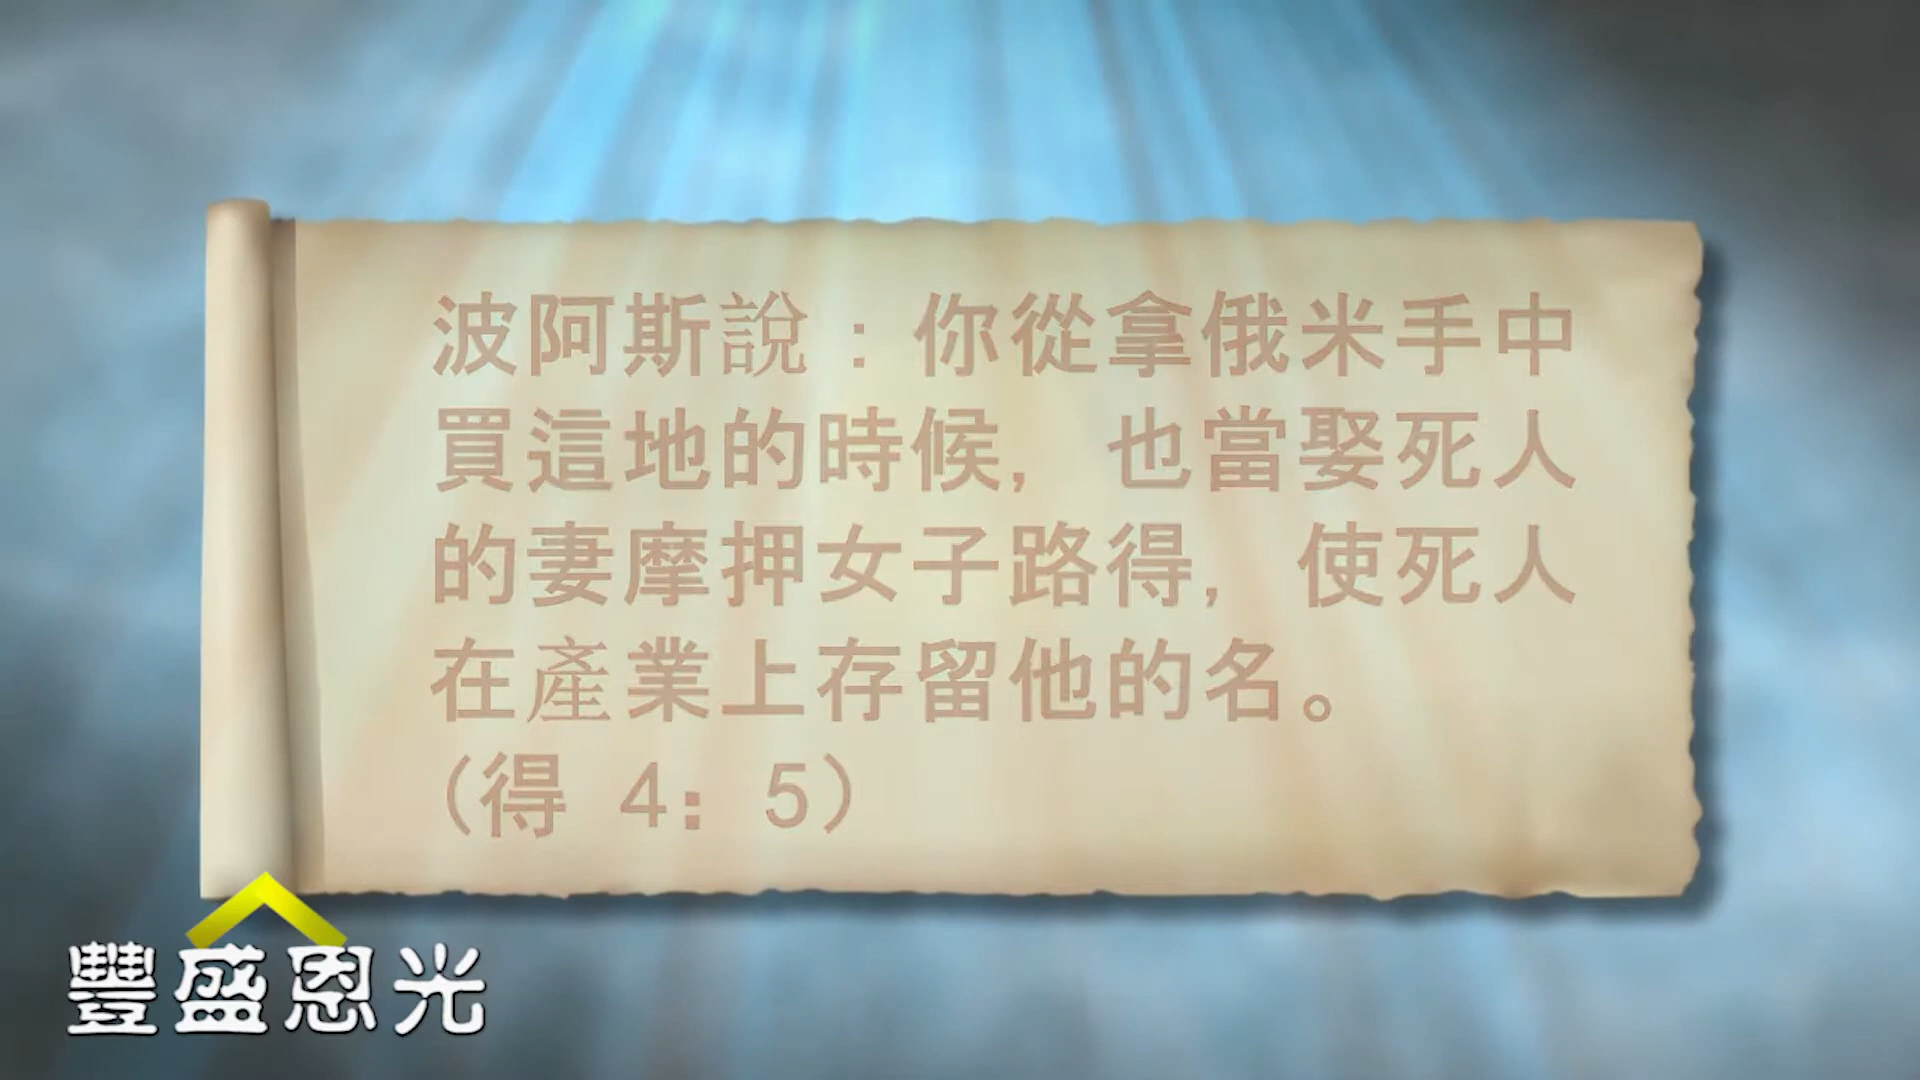 波阿斯說：你從拿俄米手中
買這地的時候, 也當娶死人
的妻摩押女子路得, 使死人
在產業上存留他的名。
(得 4: 5)
豐盛恩光